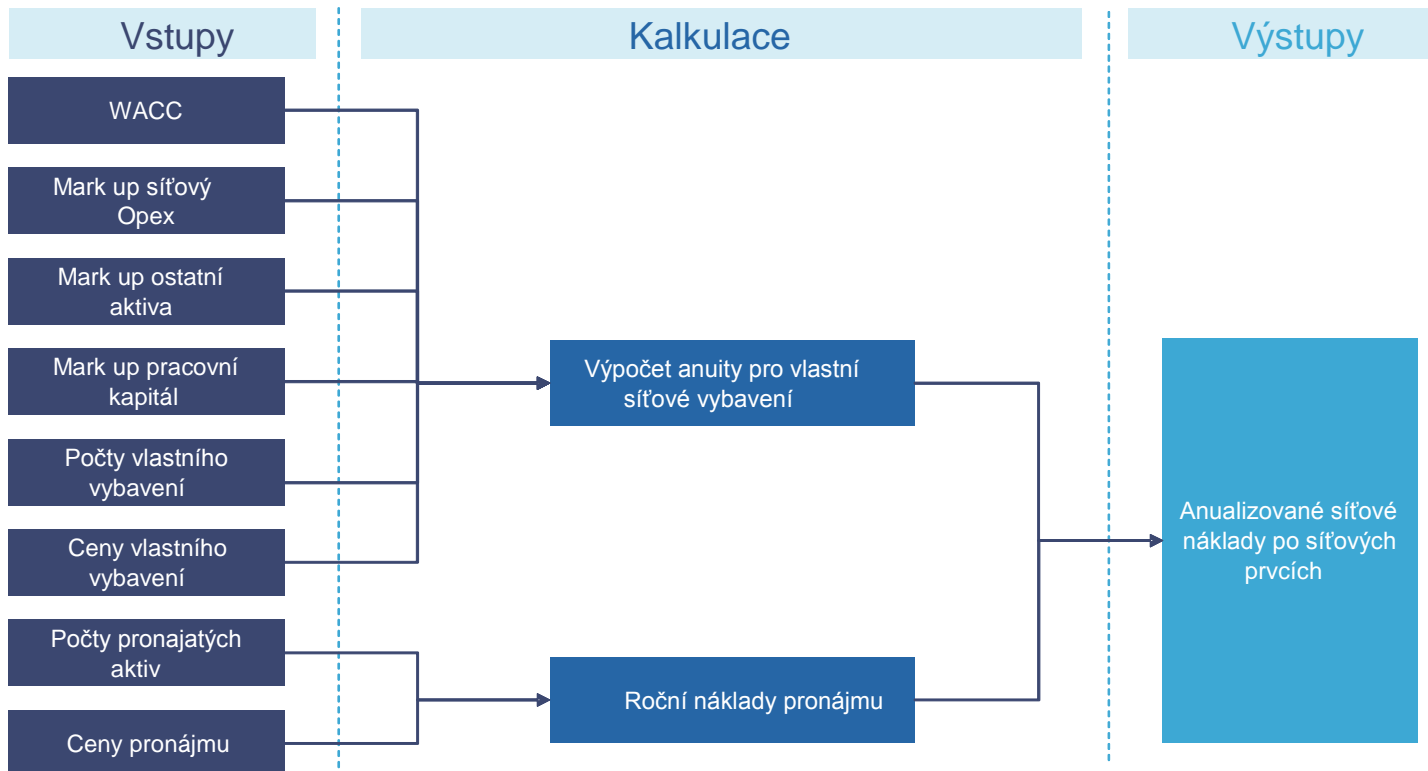 Vstupy
Kalkulace
Výstupy
WACC
Mark up síťový
Opex
Mark up ostatní
aktiva
Mark up pracovní
kapitál
Počty vlastního
vybavení
Ceny vlastního
vybavení
Počty pronajatých
aktiv
Ceny pronájmu
Výpočet anuity pro vlastní
síťové vybavení
Roční náklady pronájmu
Anualizované síťové
náklady po síťových
prvcích